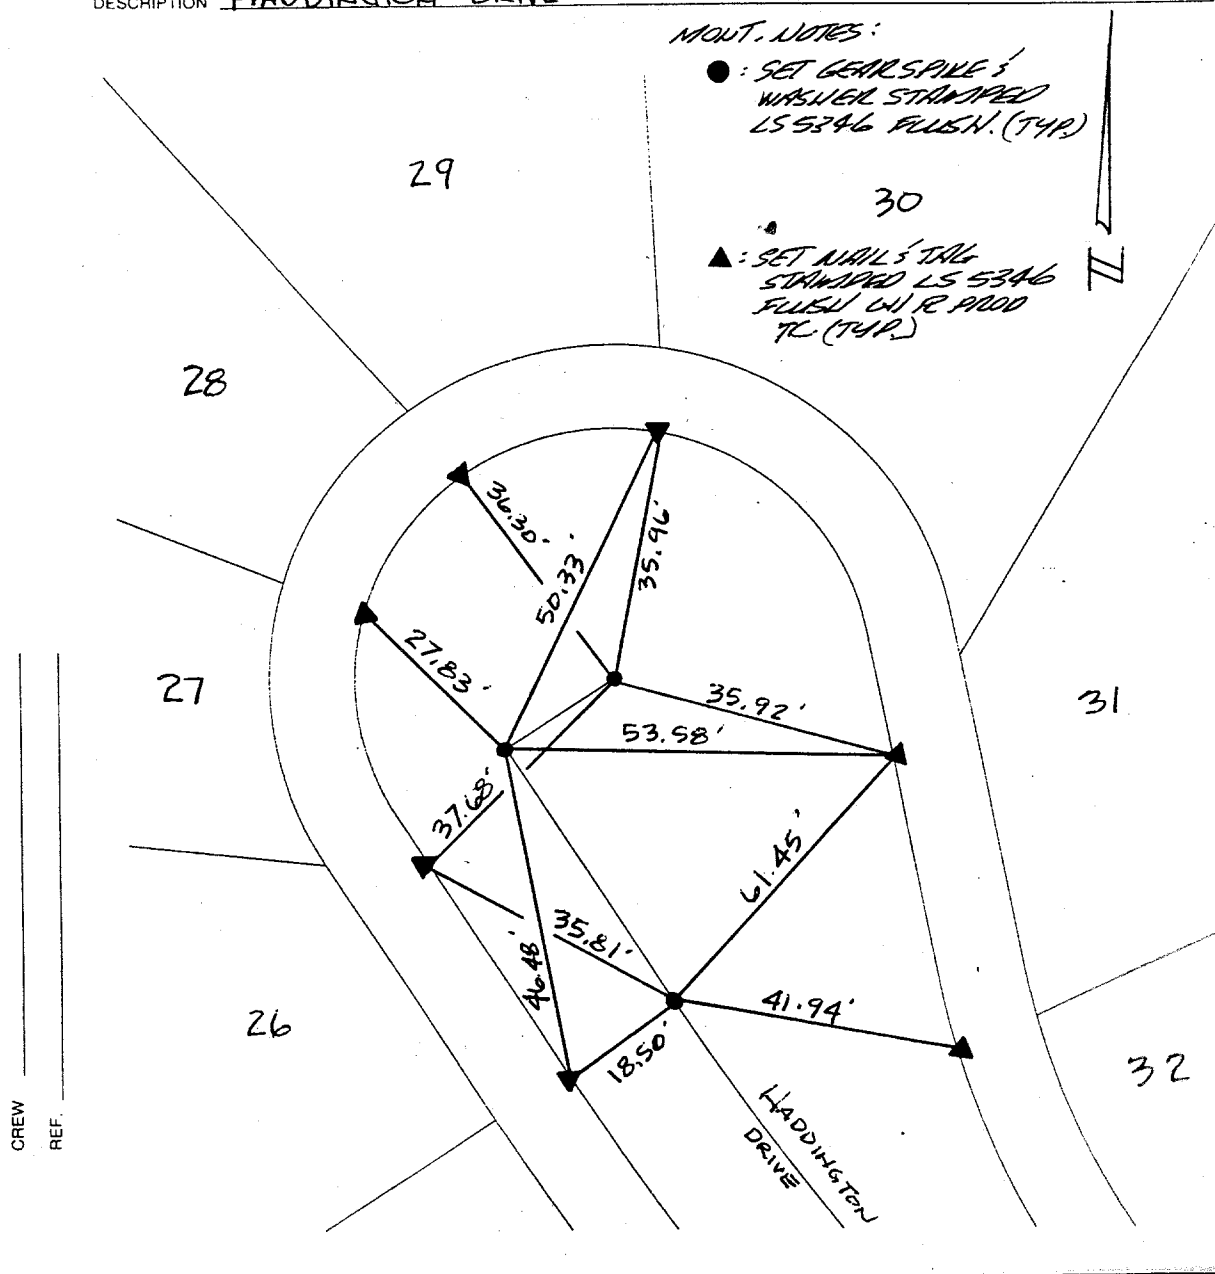 DESCRIPTION HADDINGTON DRIVE
MONT. NOTES:
● : SET GEARSPIKE &
WASHER STAMPED
LS 5346 FLUSH. (TYP.)
29
30
▲ : SET NAIL & TAG
STAMPED LS 5346
FLUSH W/ R PROD
TC (TYP.)
N
28
36.30'
50.33'
35.96'
27.83'
27
35.92'
31
53.58'
37.68'
61.45'
35.81'
46.48'
41.94'
26
18.50'
32
HADDINGTON
DRIVE
CREW
REF.